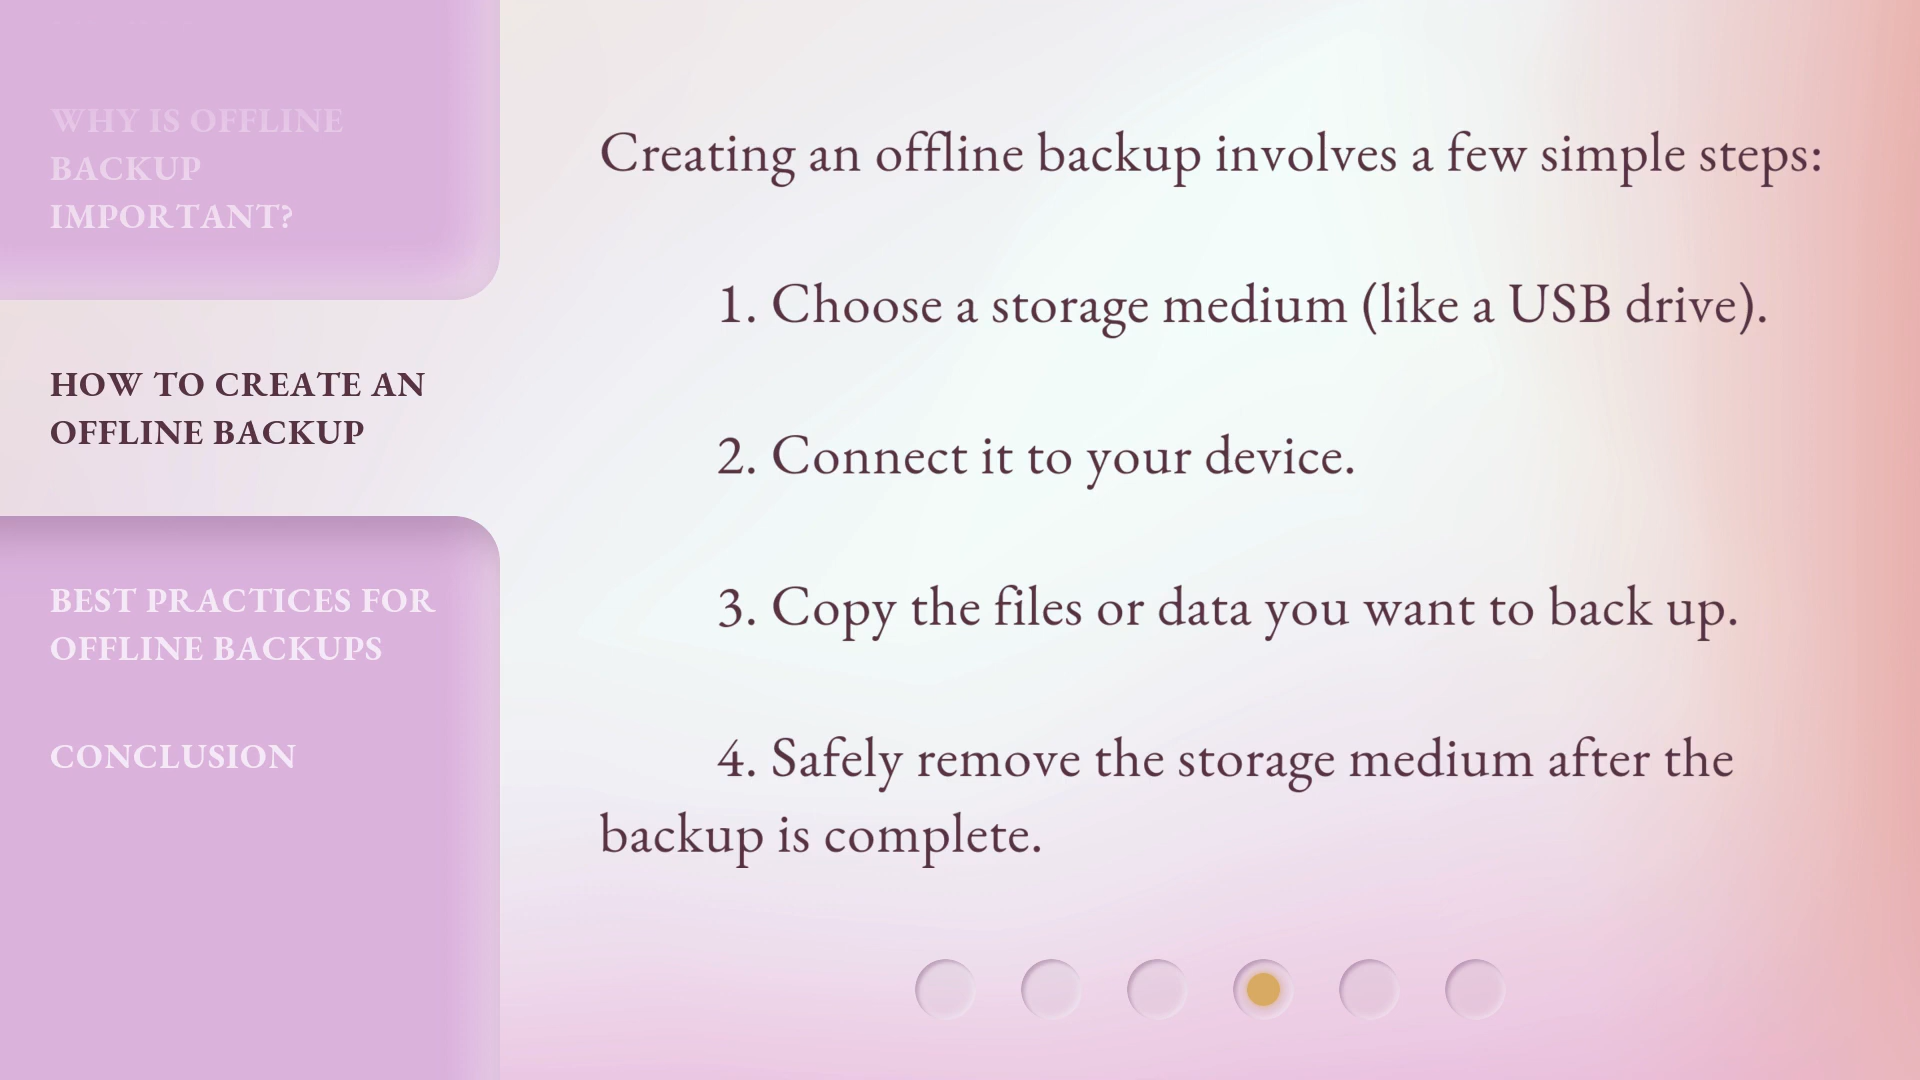 WHY IS OFFLINE
BACKUP
IMPORTANT?
HOW TO CREATE AN
OFFLINE BACKUP
BEST PRACTICES FOR
OFFLINE BACKUPS
CONCLUSION
Creating an offline backup involves a few simple steps:
1. Choose a storage medium (like a USB drive).
2. Connect it to your device.
3. Copy the files or data you want to back up.
4. Safely remove the storage medium after the
backup is complete.